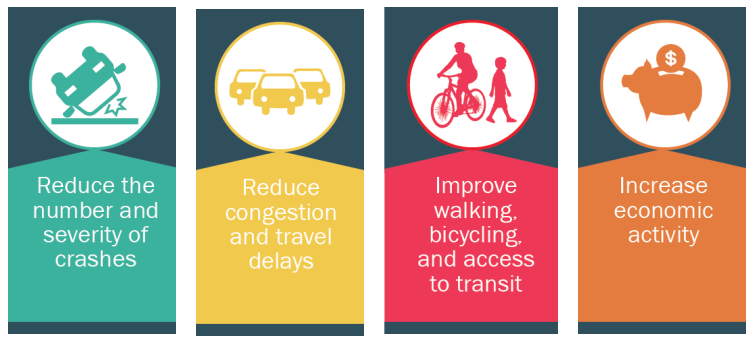 Reduce the
number and
severity of
crashes
Reduce
congestion
and travel
delays
Improve
walking,
bicycling,
and access
to transit
$
Increase
economic
activity